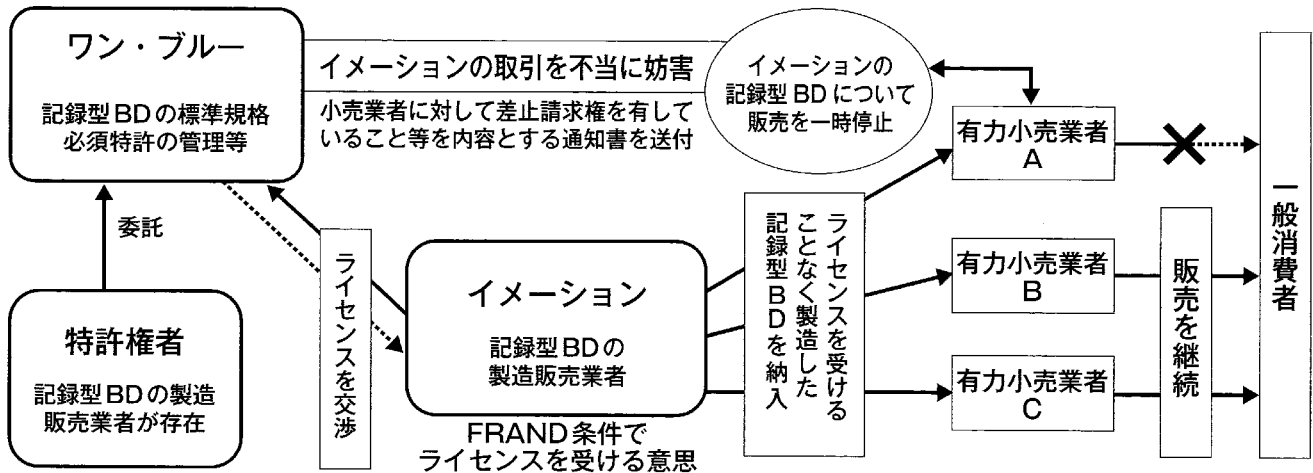 ワン・ブルー
記録型BDの標準規格
必須特許の管理等
イメーションの取引を不当に妨害
小売業者に対して差止請求権を有して
いること等を内容とする通知書を送付
イメーションの
記録型BDについて
販売を一時停止
有力小売業者
A
委託
特許権者
記録型BDの製造
販売業者が存在
ライセンスを交渉
イメーション
記録型BDの
製造販売業者
FRAND条件で
ライセンスを受ける意思
ライセンスを受ける
ことなく製造した
記録型BDを納入
有力小売業者
B
有力小売業者
C
販売を継続
一般消費者